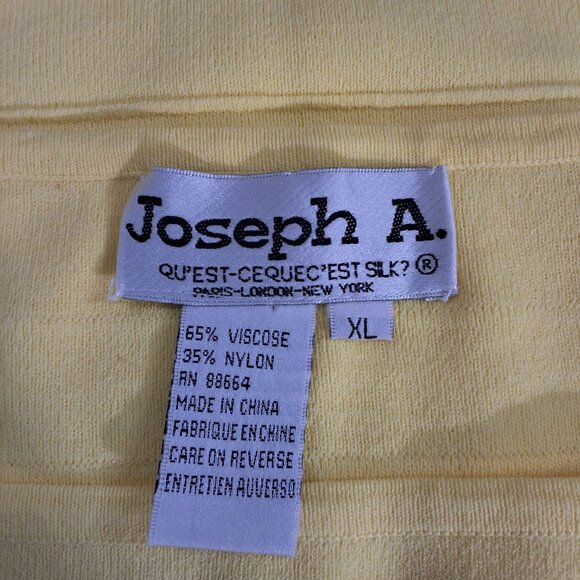 Joseph A.
QU'EST-CEQUEC'EST SILK? ®
PARIS-LONDON-NEW YORK
XL
65% VISCOSE
35% NYLON
RN 88664
MADE IN CHINA
FABRIQUE EN CHINE
CARE ON REVERSE
ENTRETIEN AUVERSO